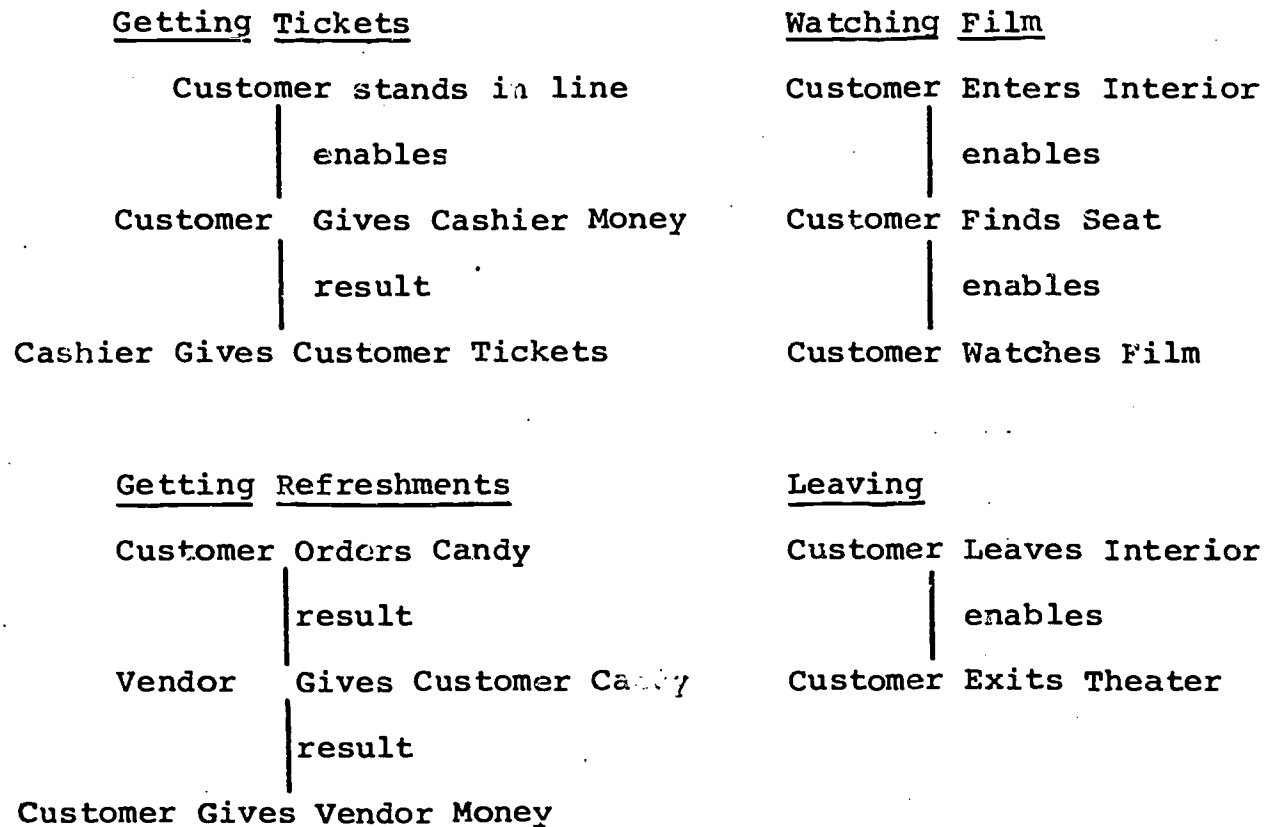 Getting Tickets
Customer stands in line
enables
Customer Gives Cashier Money
result
Cashier Gives Customer Tickets
Watching Film
Customer Enters Interior
enables
Customer Finds Seat
enables
Customer Watches Film
Getting Refreshments
Customer Orders Candy
result
Vendor Gives Customer
result
Customer Gives Vendor Money
Leaving
Customer Leaves Interior
enables
Customer Exits Theater